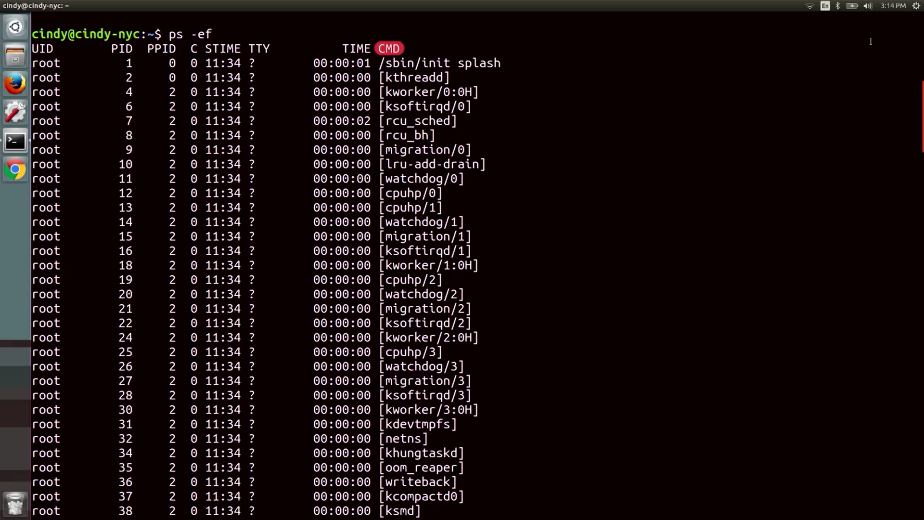 cindy@cindy-nyc: ~
En
3:14 PM
cindy@cindy-nyc:~$ ps -ef
UID PID PPID C STIME TTY TIME CMD
root 1 0 0 11:34 ? 00:00:01 /sbin/init splash
root 2 0 0 11:34 ? 00:00:00 [kthreadd]
root 4 2 0 11:34 ? 00:00:00 [kworker/0:0H]
root 6 2 0 11:34 ? 00:00:00 [ksoftirqd/0]
root 7 2 0 11:34 ? 00:00:02 [rcu_sched]
root 8 2 0 11:34 ? 00:00:00 [rcu_bh]
root 9 2 0 11:34 ? 00:00:00 [migration/0]
root 10 2 0 11:34 ? 00:00:00 [lru-add-drain]
root 11 2 0 11:34 ? 00:00:00 [watchdog/0]
root 12 2 0 11:34 ? 00:00:00 [cpuhp/0]
root 13 2 0 11:34 ? 00:00:00 [cpuhp/1]
root 14 2 0 11:34 ? 00:00:00 [watchdog/1]
root 15 2 0 11:34 ? 00:00:00 [migration/1]
root 16 2 0 11:34 ? 00:00:00 [ksoftirqd/1]
root 18 2 0 11:34 ? 00:00:00 [kworker/1:0H]
root 19 2 0 11:34 ? 00:00:00 [cpuhp/2]
root 20 2 0 11:34 ? 00:00:00 [watchdog/2]
root 21 2 0 11:34 ? 00:00:00 [migration/2]
root 22 2 0 11:34 ? 00:00:00 [ksoftirqd/2]
root 24 2 0 11:34 ? 00:00:00 [kworker/2:0H]
root 25 2 0 11:34 ? 00:00:00 [cpuhp/3]
root 26 2 0 11:34 ? 00:00:00 [watchdog/3]
root 27 2 0 11:34 ? 00:00:00 [migration/3]
root 28 2 0 11:34 ? 00:00:00 [ksoftirqd/3]
root 30 2 0 11:34 ? 00:00:00 [kworker/3:0H]
root 31 2 0 11:34 ? 00:00:00 [kdevtmpfs]
root 32 2 0 11:34 ? 00:00:00 [netns]
root 34 2 0 11:34 ? 00:00:00 [khungtaskd]
root 35 2 0 11:34 ? 00:00:00 [oom_reaper]
root 36 2 0 11:34 ? 00:00:00 [writeback]
root 37 2 0 11:34 ? 00:00:00 [kcompactd0]
root 38 2 0 11:34 ? 00:00:00 [ksmd]